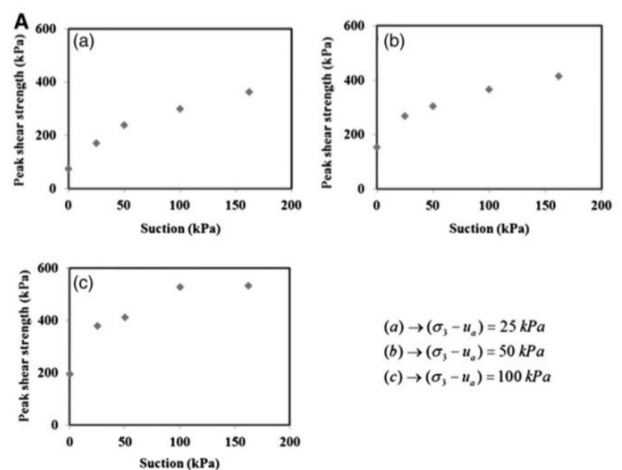 A
(a)
Peak shear strength (kPa)
600
400
200
0
0 50 100 150 200
Suction (kPa)
(b)
Peak shear strength (kPa)
600
400
200
0
0 50 100 150 200
Suction (kPa)
(c)
Peak shear strength (kPa)
600
400
200
0
0 50 100 150 200
Suction (kPa)
(a) → (σ₃ − uₐ) = 25 kPa
(b) → (σ₃ − uₐ) = 50 kPa
(c) → (σ₃ − uₐ) = 100 kPa